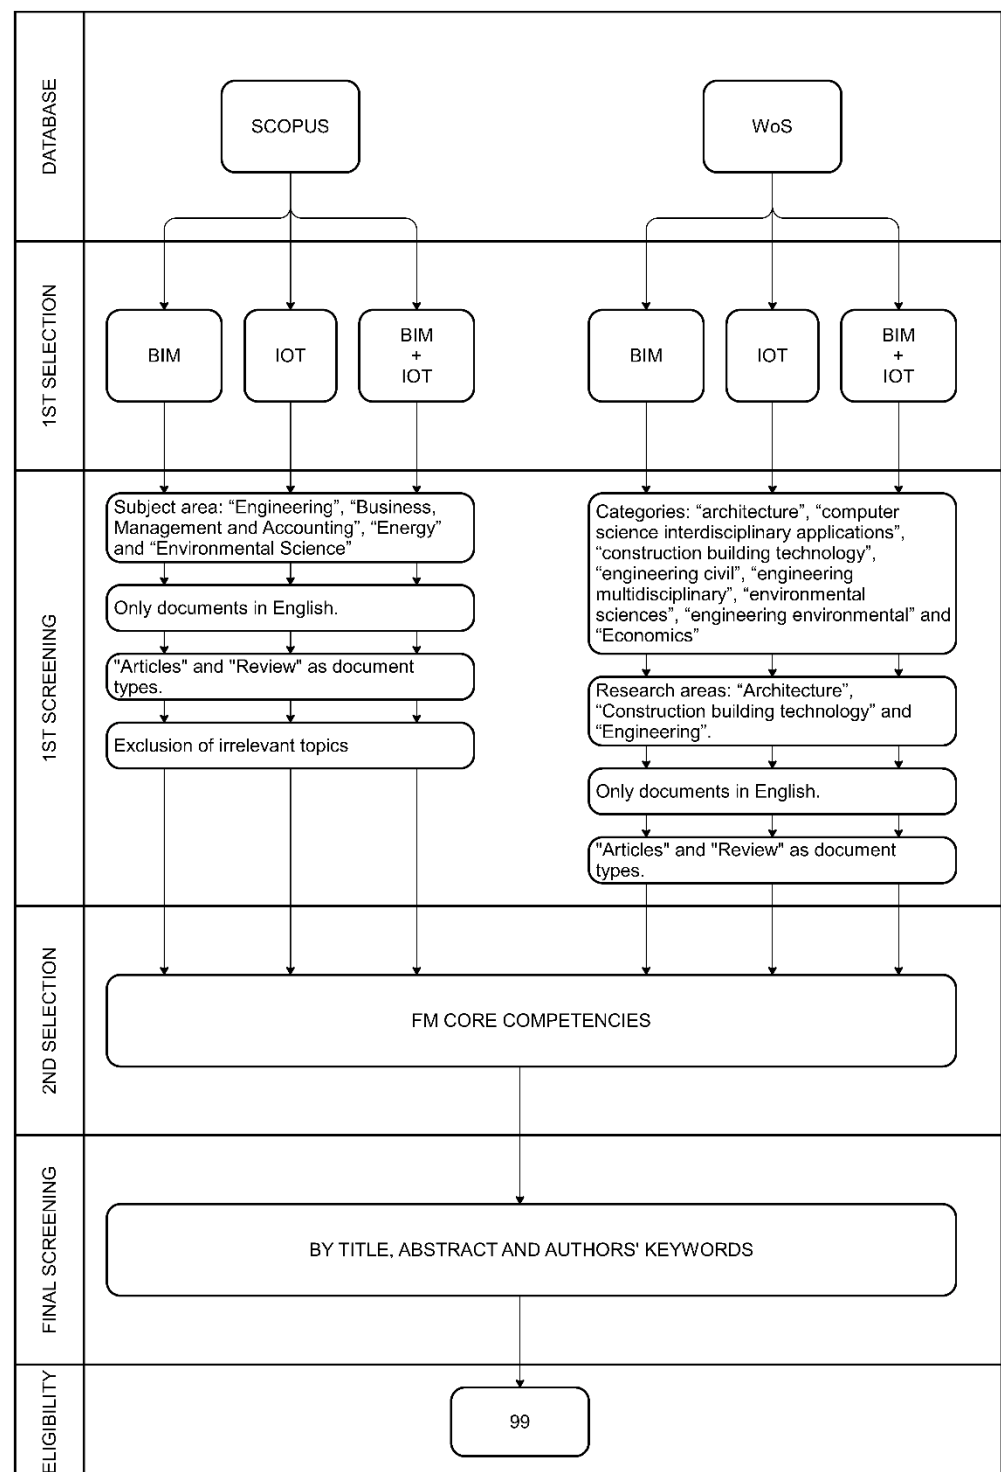 DATABASE
SCOPUS
WoS
1ST SELECTION
BIM
IOT
BIM
+
IOT
BIM
IOT
BIM
+
IOT
1ST SCREENING
Subject area: “Engineering”, “Business,
Management and Accounting”, “Energy”
and “Environmental Science”
Only documents in English.
"Articles" and "Review" as document
types.
Exclusion of irrelevant topics
Categories: “architecture”, “computer
science interdisciplinary applications”,
“construction building technology”,
“engineering civil”, “engineering
multidisciplinary”, “environmental
sciences”, “engineering environmental” and
“Economics”
Research areas: “Architecture”,
“Construction building technology” and
“Engineering”.
Only documents in English.
"Articles" and "Review" as document
types.
2ND SELECTION
FM CORE COMPETENCIES
FINAL SCREENING
BY TITLE, ABSTRACT AND AUTHORS' KEYWORDS
ELIGIBILITY
99